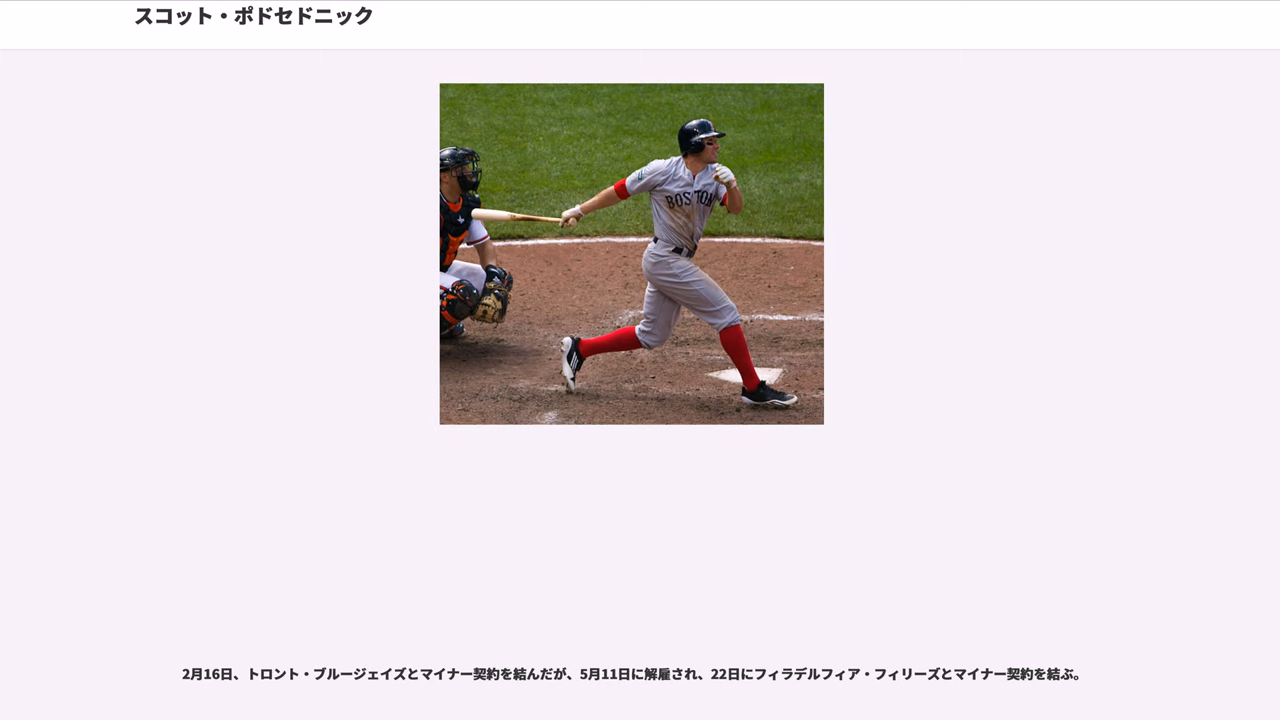 スコット・ポドセドニック
BOSTON
2月16日、トロント・ブルージェイズとマイナー契約を結んだが、5月11日に解雇され、22日にフィラデルフィア・フィリーズとマイナー契約を結ぶ。